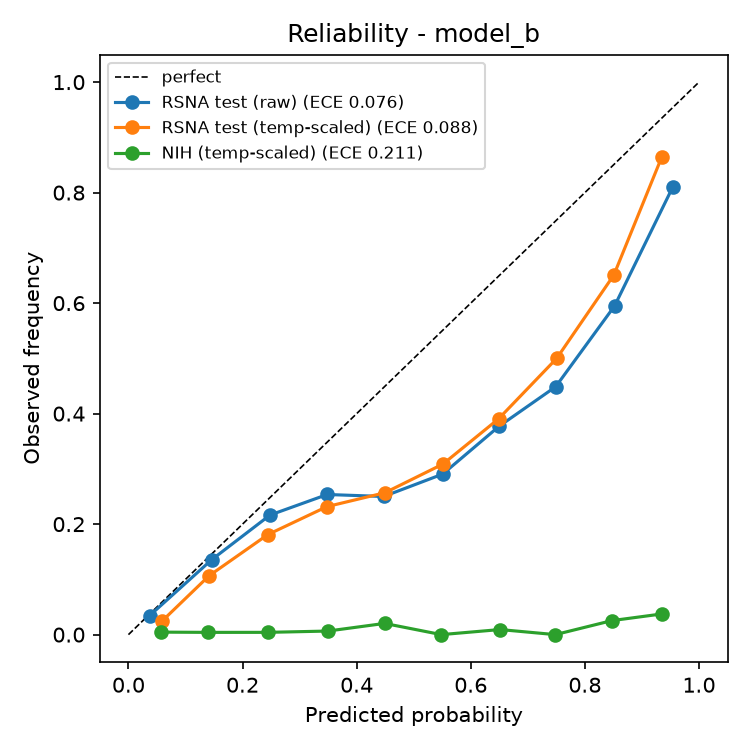 Reliability - model_b
perfect
RSNA test (raw) (ECE 0.076)
RSNA test (temp-scaled) (ECE 0.088)
NIH (temp-scaled) (ECE 0.211)
Observed frequency
1.0
0.8
0.6
0.4
0.2
0.0
0.0 0.2 0.4 0.6 0.8 1.0
Predicted probability